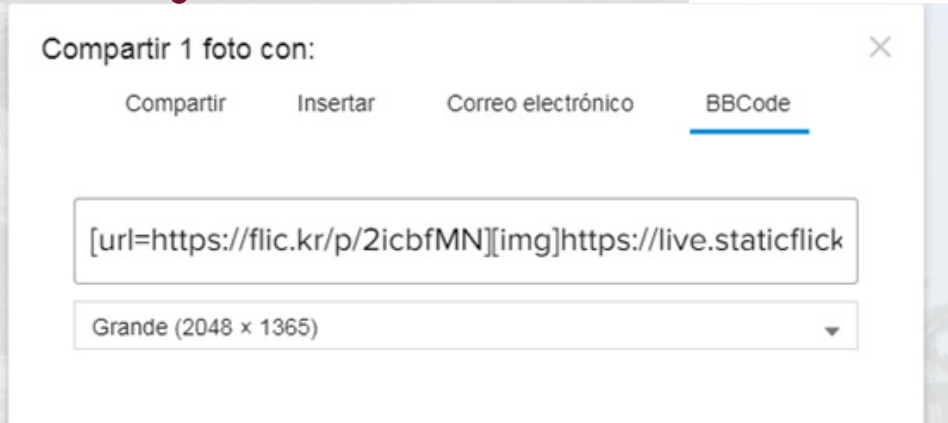 Compartir 1 foto con:
Compartir Insertar Correo electrónico BBCode
[url=https://flic.kr/p/2icbfMN][img]https://live.staticflick
Grande (2048 × 1365)